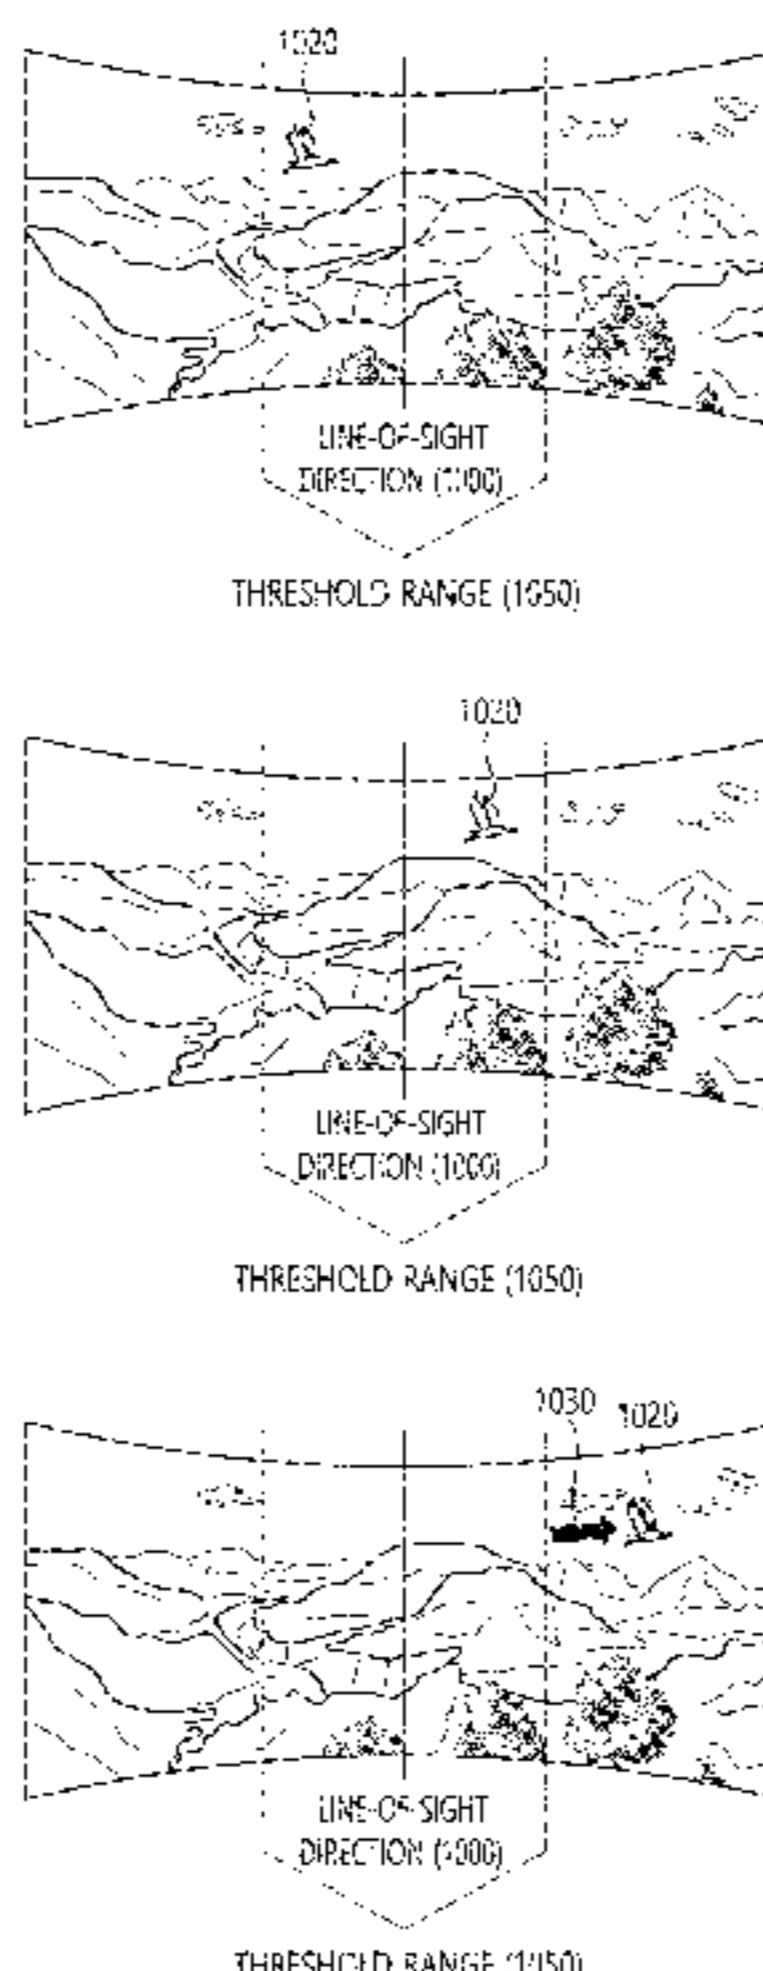 1020
LINE-OF-SIGHT
DIRECTION (1000)
THRESHOLD RANGE (1050)
1020
LINE-OF-SIGHT
DIRECTION (1000)
THRESHOLD RANGE (1050)
1030 1020
LINE-OF-SIGHT
DIRECTION (1000)
THRESHOLD RANGE (1050)